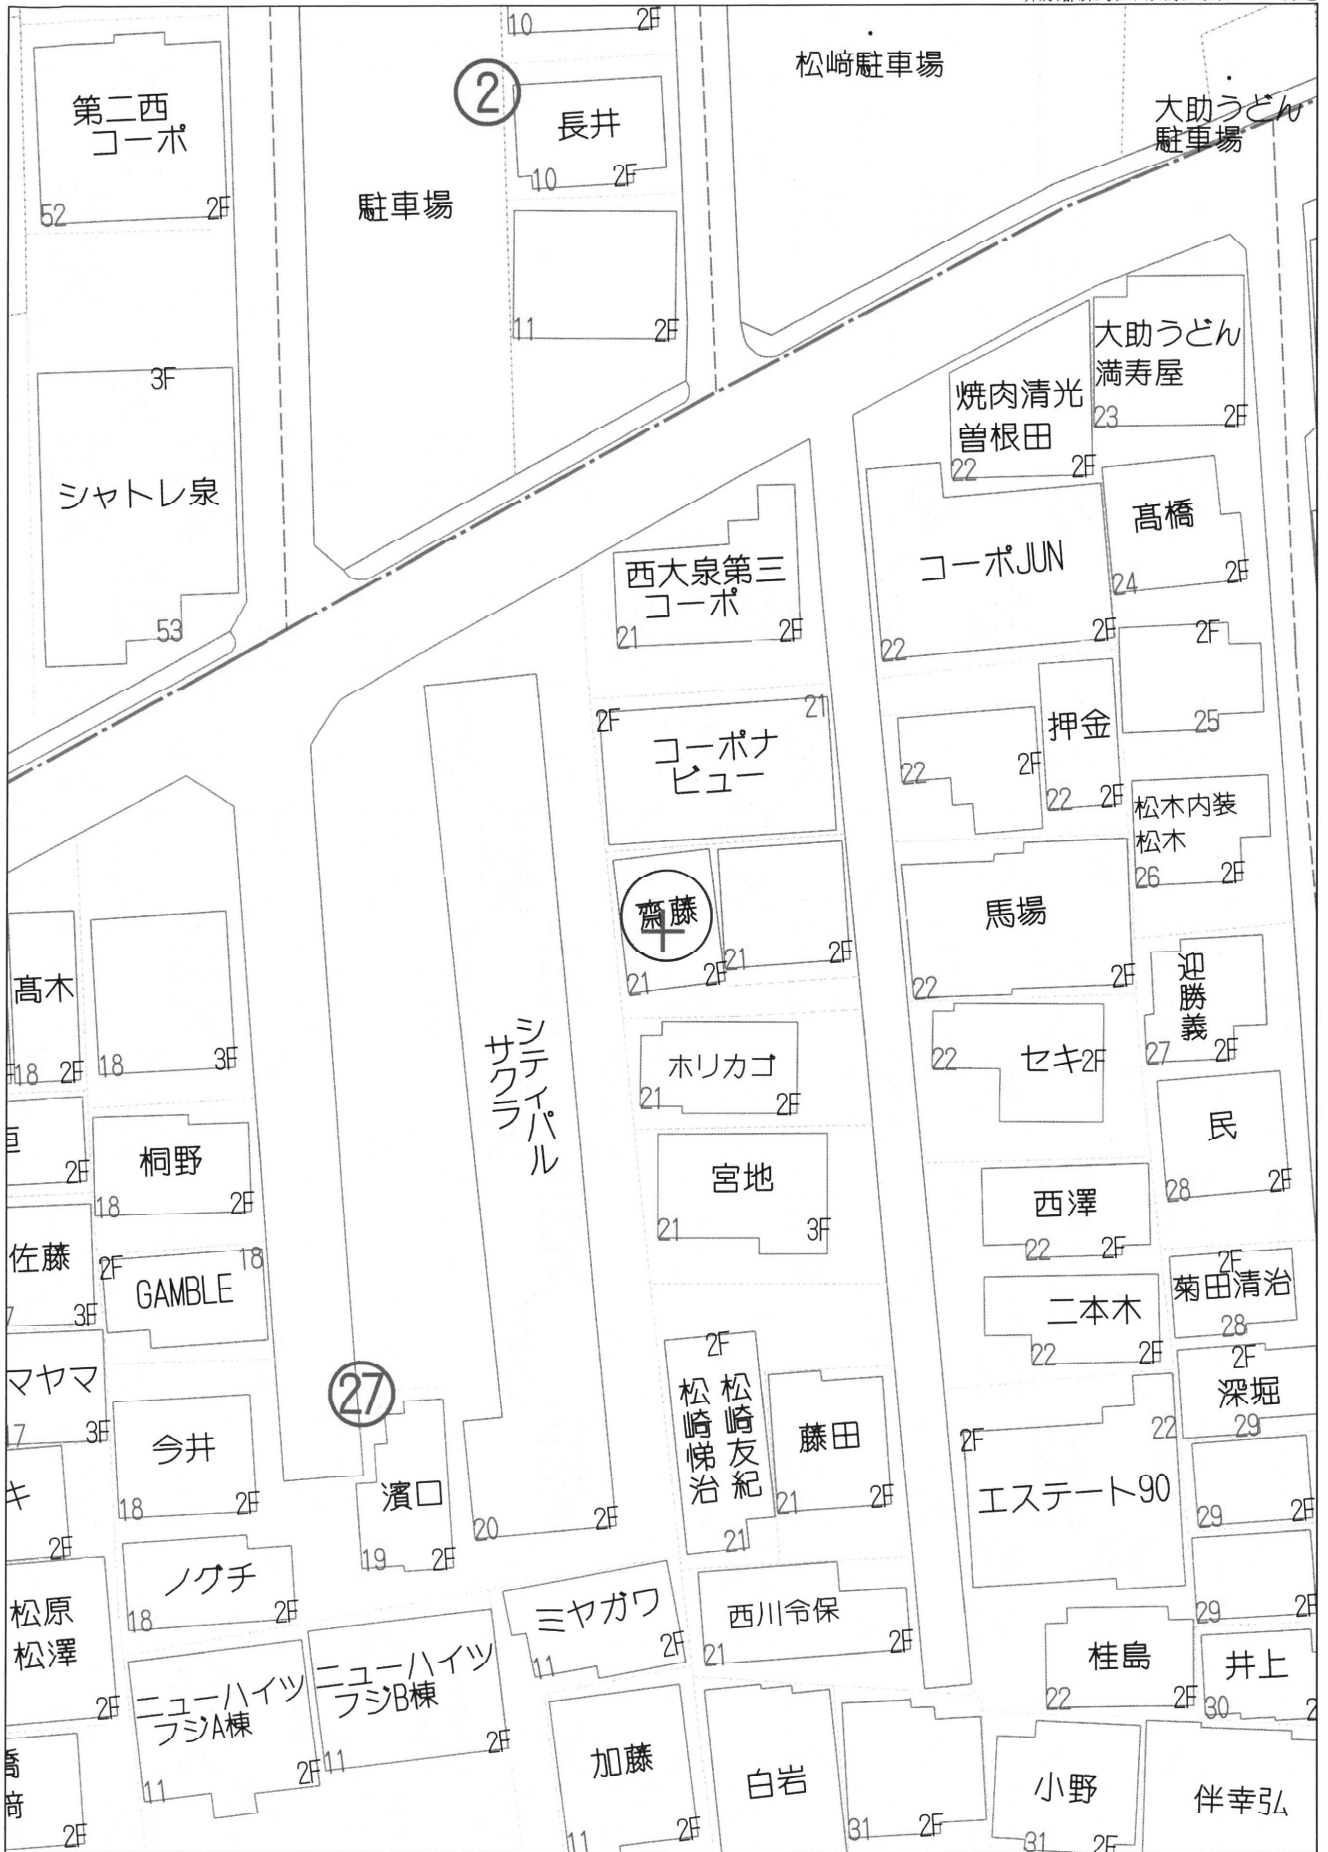 10
2F
松﨑駐車場
②
第二西
コーポ
長井
大助うどん
駐車場
10
2F
駐車場
52
2F
11
2F
大助うどん
満寿屋
23
2F
3F
焼肉清光
曽根田
22
2F
シャトレ泉
53
髙橋
24
2F
コーポJUN
22
2F
西大泉第三
コーポ
21
2F
2F
25
2F
21
コーポナ
ビュー
22
2F
押金
22
2F
松木内装
松木
26
2F
齋藤
21
2F
21
2F
馬場
22
2F
迎勝義
27
2F
髙木
18
2F
18
3F
シティパル
サクラ
20
2F
ホリカゴ
21
2F
22
セキ2F
民
28
2F
2F
桐野
18
2F
宮地
21
3F
西澤
22
2F
佐藤
3F
2F
18
GAMBLE
2F
菊田清治
28
二本木
22
2F
マヤマ
17
3F
㉗
2F
松﨑友紀
松﨑悌治
21
藤田
21
2F
2F
深堀
29
今井
18
2F
濱口
19
2F
2F
22
エステート90
29
2F
キ
2F
ノグチ
18
2F
ミヤガワ
11
2F
西川令保
21
2F
29
2F
松原
松澤
2F
ニューハイツ
フジA棟
11
2F
ニューハイツ
フジB棟
11
2F
桂島
22
2F
井上
30
加藤
11
2F
白岩
31
2F
小野
31
2F
伴幸弘
2F